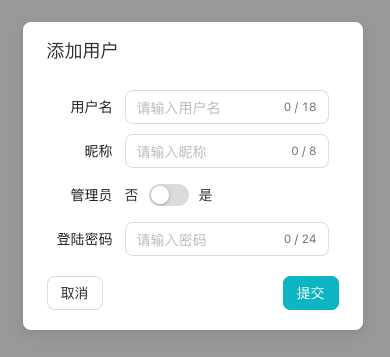 添加用户
用户名 请输入用户名 0 / 18
昵称 请输入昵称 0 / 8
管理员 否 是
登陆密码 请输入密码 0 / 24
取消 提交